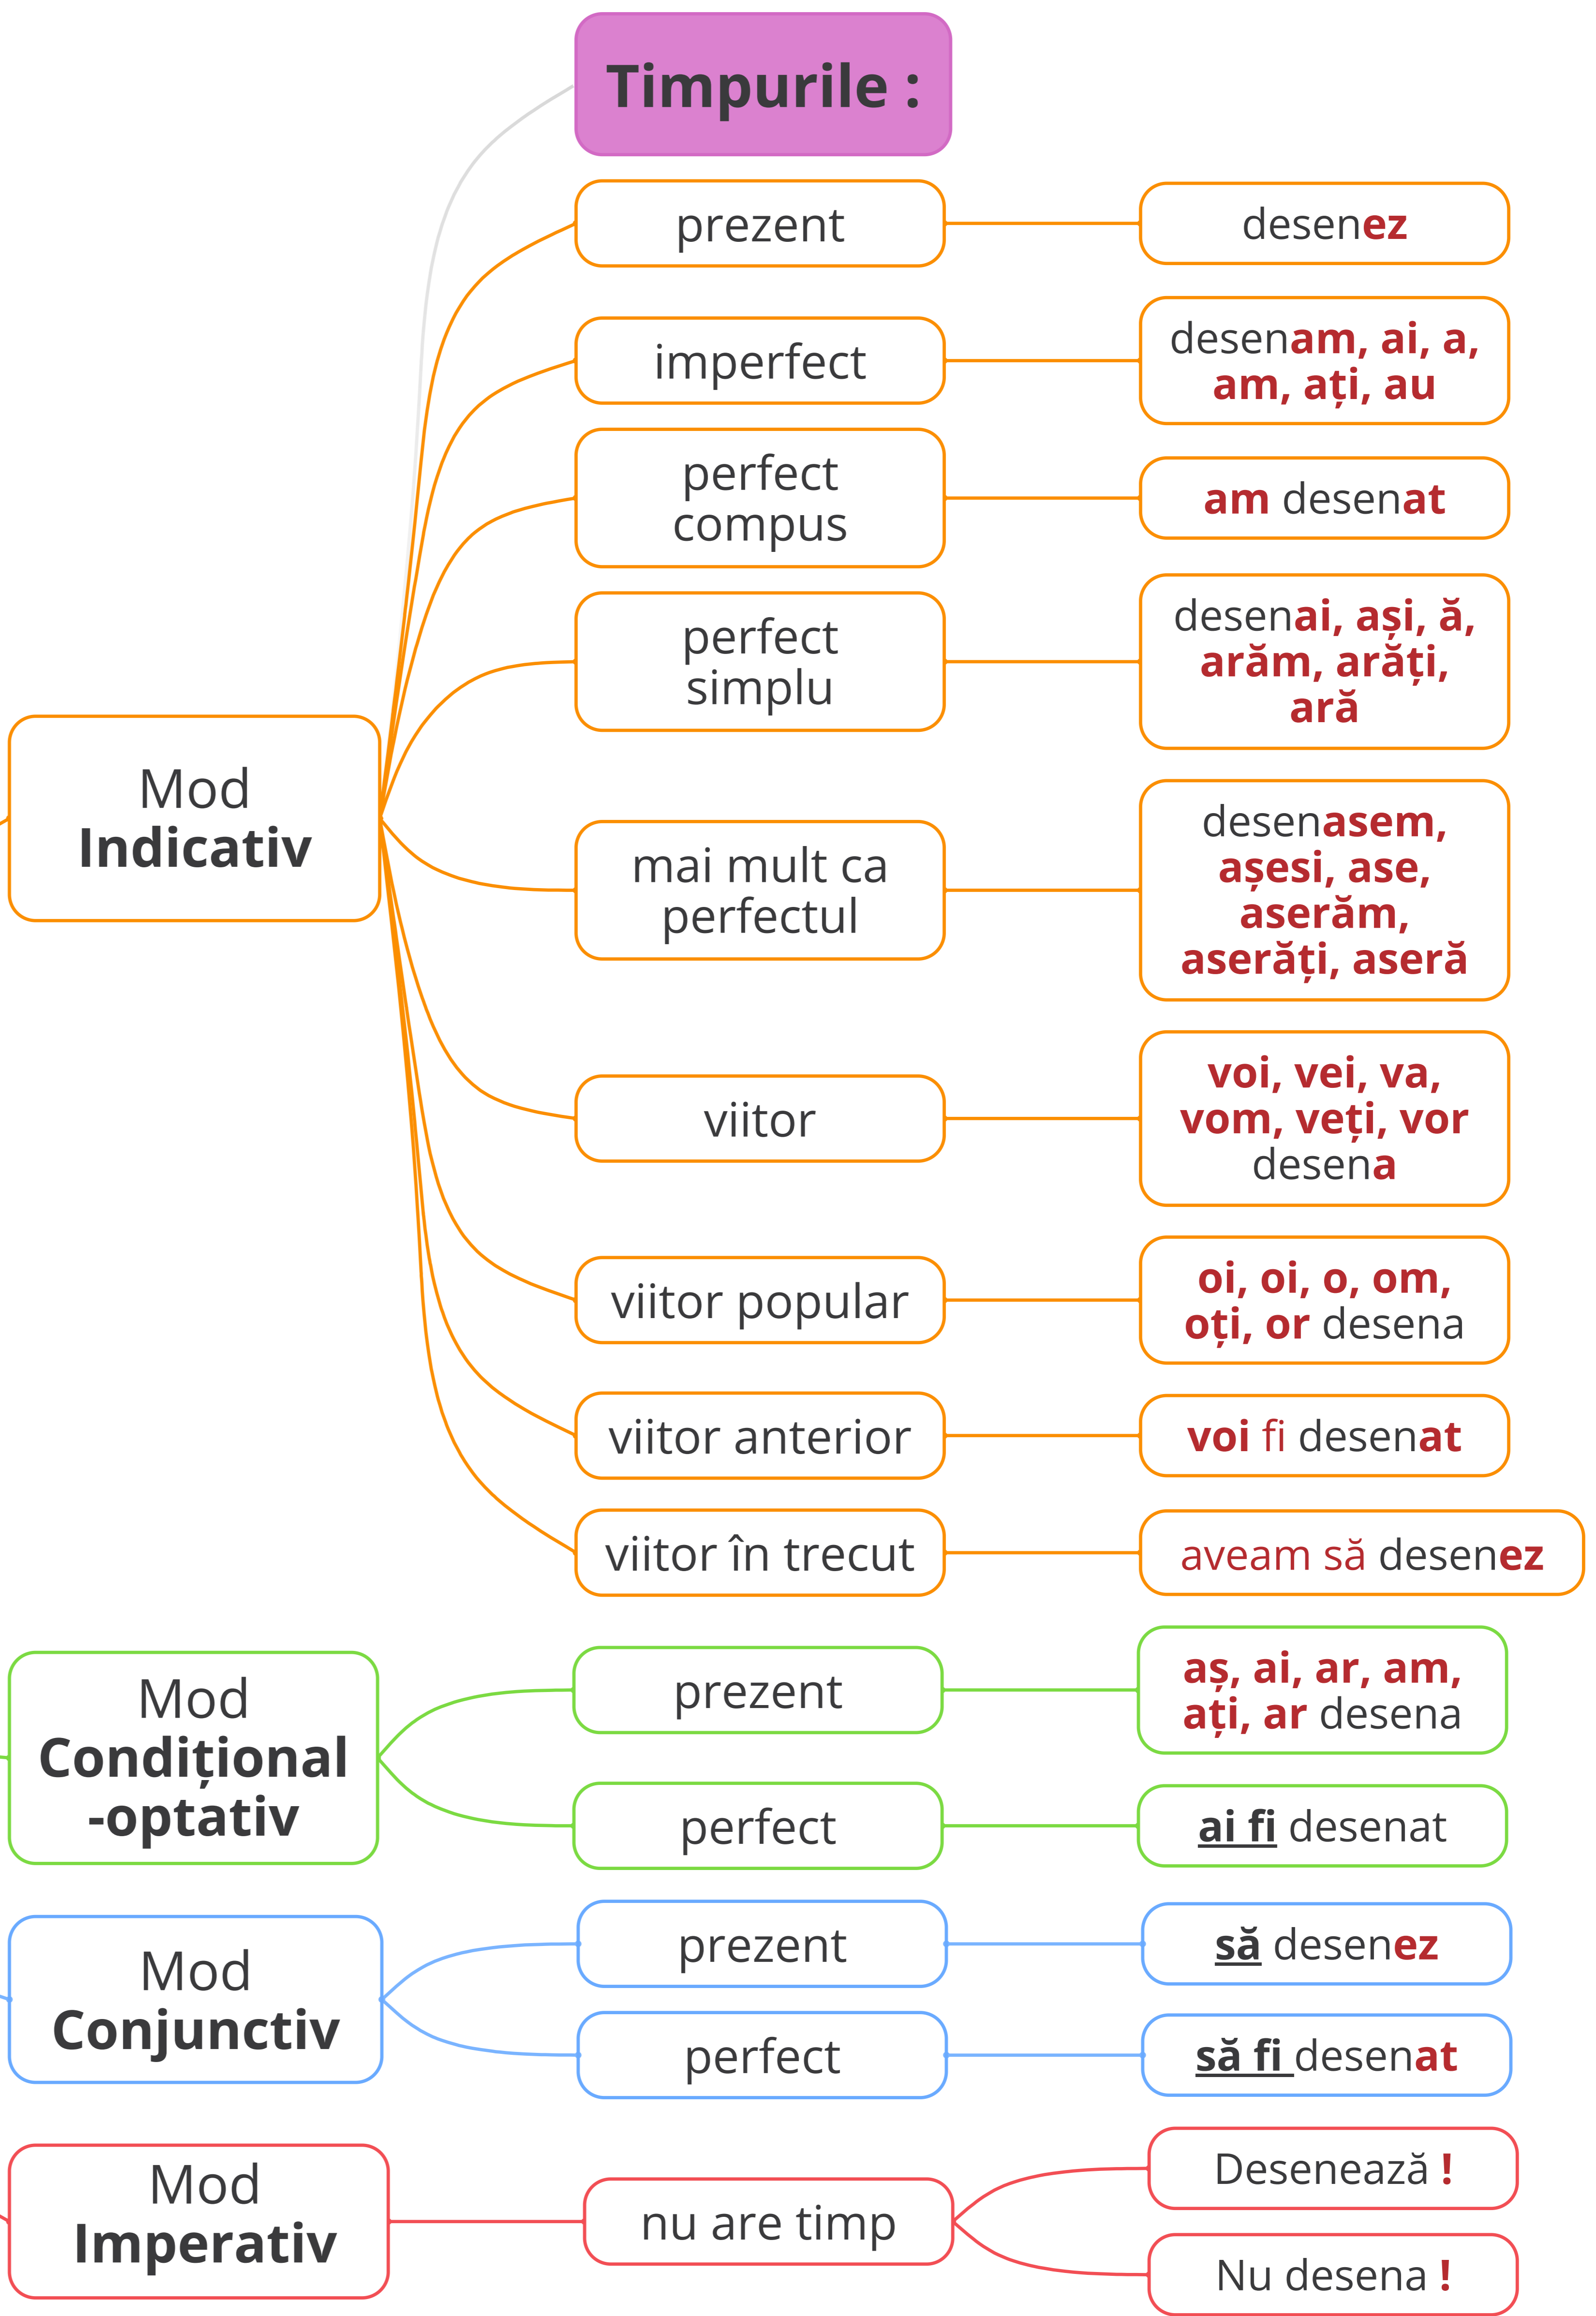 Timpurile :
prezent
desenez
imperfect
desenam, ai, a,
am, ați, au
perfect
compus
am desenat
perfect
simplu
desenai, ași, ă,
arăm, arăți,
ară
Mod
Indicativ
mai mult ca
perfectul
desenasem,
așesi, ase,
aserăm,
aserăți, aseră
viitor
voi, vei, va,
vom, veți, vor
desena
viitor popular
oi, oi, o, om,
oți, or desena
viitor anterior
voi fi desenat
viitor în trecut
aveam să desenez
Mod
Condițional
-optativ
prezent
aș, ai, ar, am,
ați, ar desena
perfect
ai fi desenat
Mod
Conjunctiv
prezent
să desenez
perfect
să fi desenat
Mod
Imperativ
nu are timp
Desenează !
Nu desena !